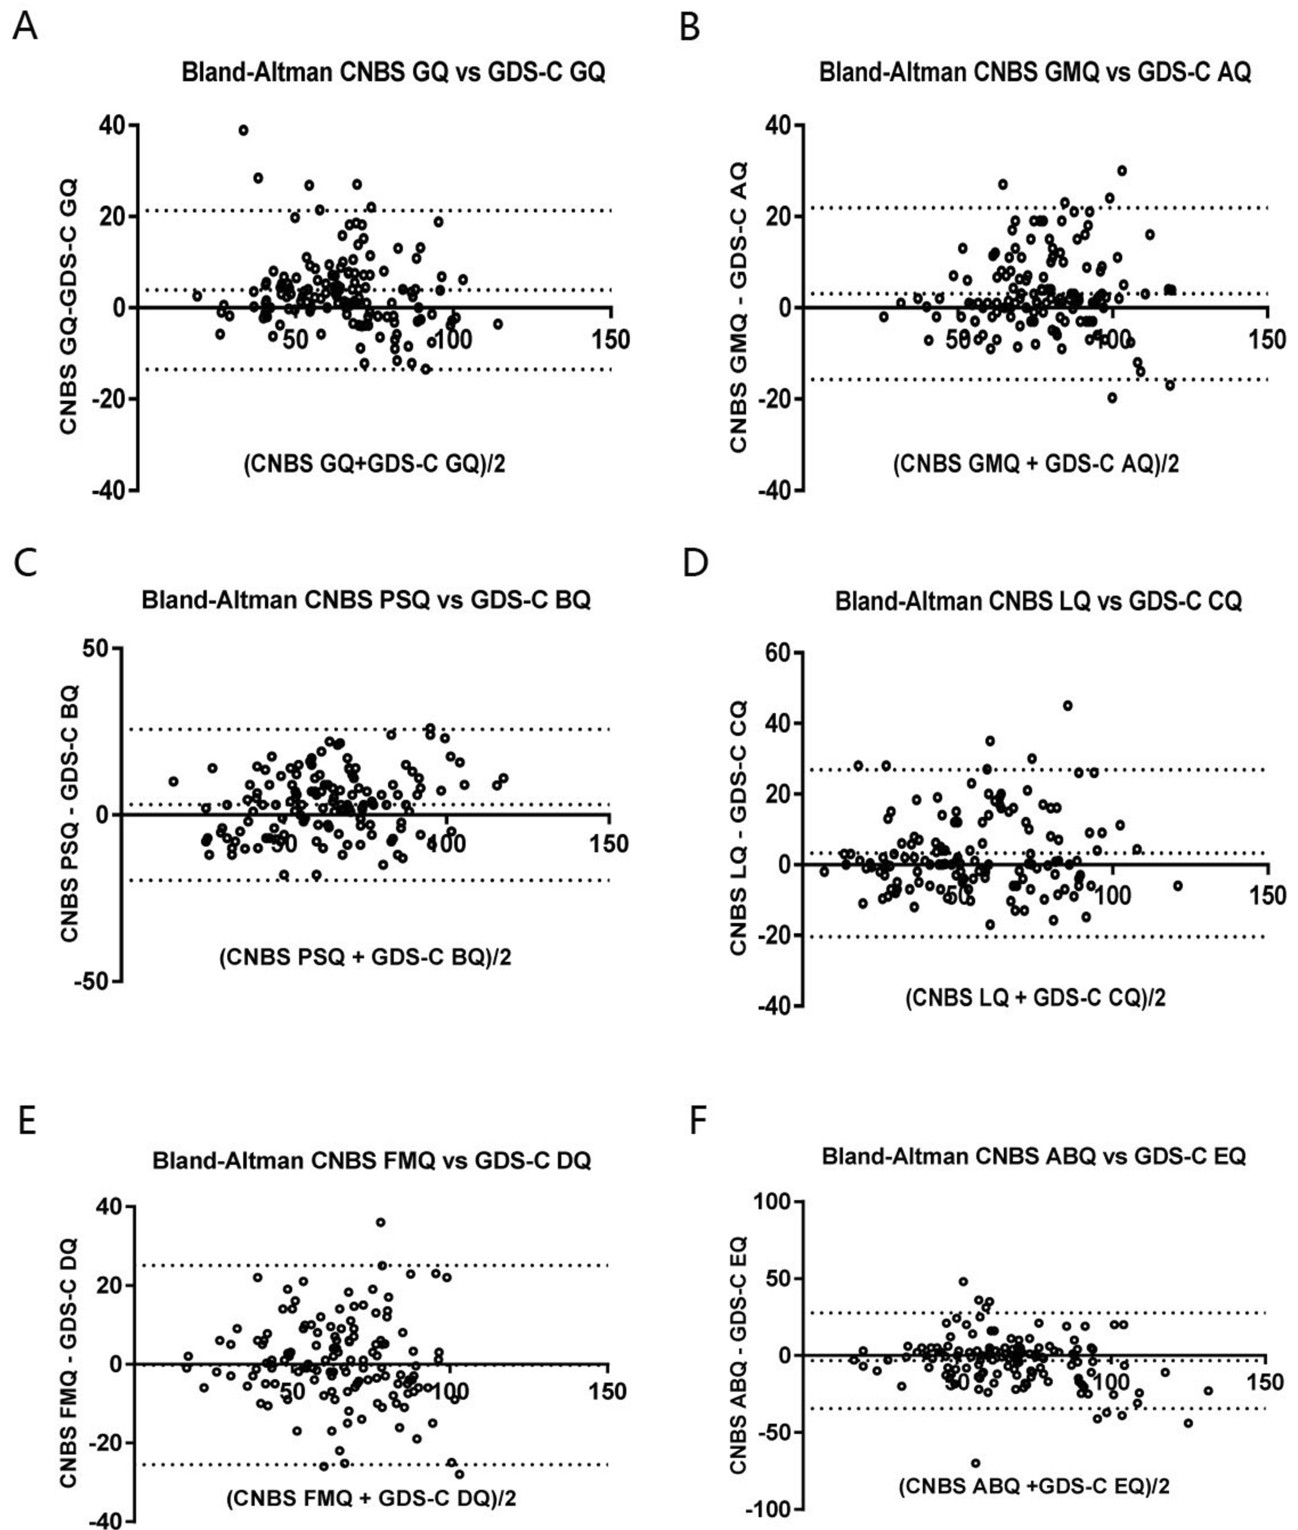 A
Bland-Altman CNBS GQ vs GDS-C GQ
CNBS GQ-GDS-C GQ
40
20
0
-20
-40
50
100
150
(CNBS GQ+GDS-C GQ)/2
B
Bland-Altman CNBS GMQ vs GDS-C AQ
CNBS GMQ - GDS-C AQ
40
20
0
-20
-40
50
100
150
(CNBS GMQ + GDS-C AQ)/2
C
Bland-Altman CNBS PSQ vs GDS-C BQ
CNBS PSQ - GDS-C BQ
50
0
-50
50
100
150
(CNBS PSQ + GDS-C BQ)/2
D
Bland-Altman CNBS LQ vs GDS-C CQ
CNBS LQ - GDS-C CQ
60
40
20
0
-20
-40
50
100
150
(CNBS LQ + GDS-C CQ)/2
E
Bland-Altman CNBS FMQ vs GDS-C DQ
CNBS FMQ - GDS-C DQ
40
20
0
-20
-40
50
100
150
(CNBS FMQ + GDS-C DQ)/2
F
Bland-Altman CNBS ABQ vs GDS-C EQ
CNBS ABQ - GDS-C EQ
100
50
0
-50
-100
50
100
150
(CNBS ABQ +GDS-C EQ)/2